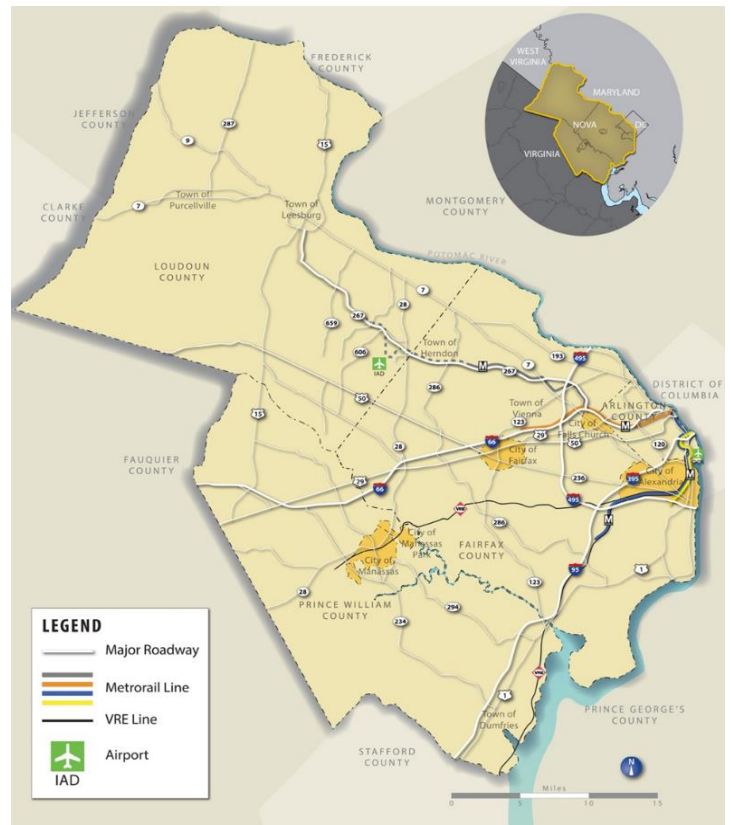 FREDERICK
COUNTY
WEST
VIRGINIA
MARYLAND
NOVA
DC
VIRGINIA
JEFFERSON
COUNTY
287
15
9
CLARKE
COUNTY
7
Town of
Purcellville
Town of
Leesburg
MONTGOMERY
COUNTY
LOUDOUN
COUNTY
POTOMAC RIVER
7
28
267
659
606
IAD
Town of
Herndon
M
267
7
193
495
286
50
15
DISTRICT OF
COLUMBIA
ARLINGTON
COUNTY
Town of
Vienna
123
M
City of
Falls Church
29
50
120
66
City of
Fairfax
28
FAUQUIER
COUNTY
29
66
236
395
City of
Alexandria
M
495
M
VRE
286
City of
Manassas
Park
FAIRFAX
COUNTY
City of
Manassas
95
1
123
28
PRINCE WILLIAM
COUNTY
294
234
VRE
1
Town of
Dumfries
PRINCE GEORGE'S
COUNTY
STAFFORD
COUNTY
LEGEND
Major Roadway
Metrorail Line
VRE Line
Airport
IAD
N
Miles
0 5 10 15